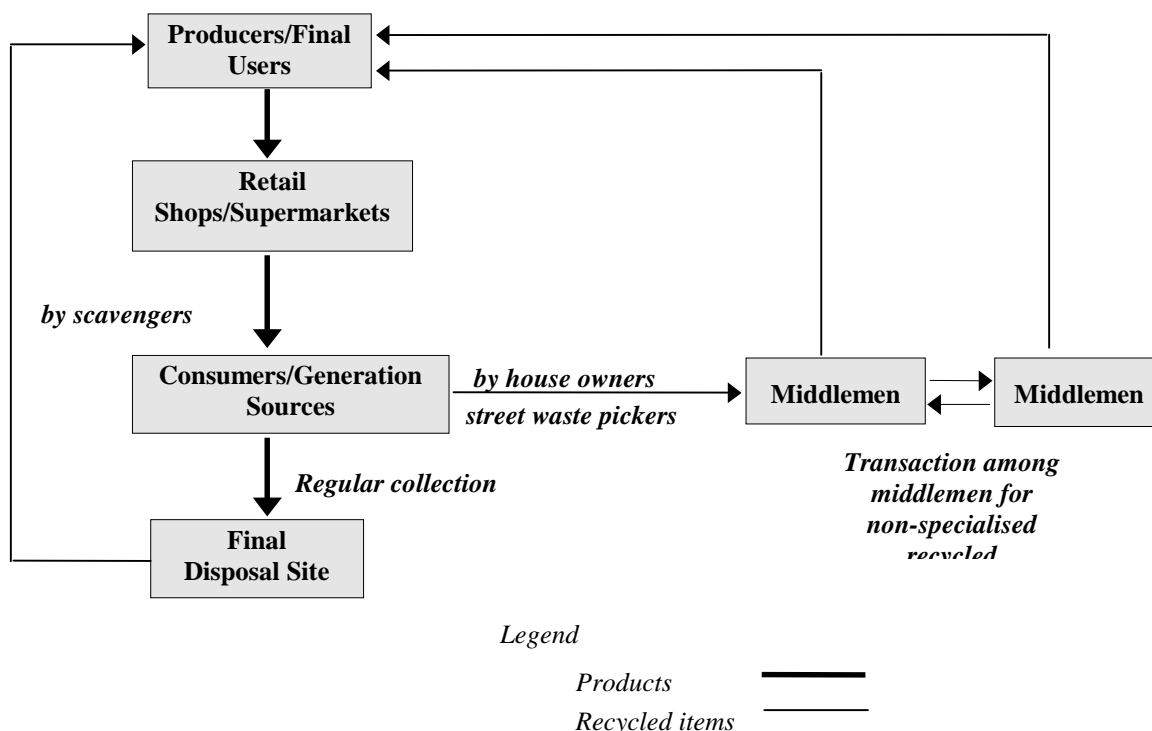 Producers/Final
Users
Retail
Shops/Supermarkets
by scavengers
Consumers/Generation
Sources
by house owners
street waste pickers
Middlemen
Middlemen
Transaction among
middlemen for
non-specialised
recycled
Regular collection
Final
Disposal Site
Legend
Products
Recycled items